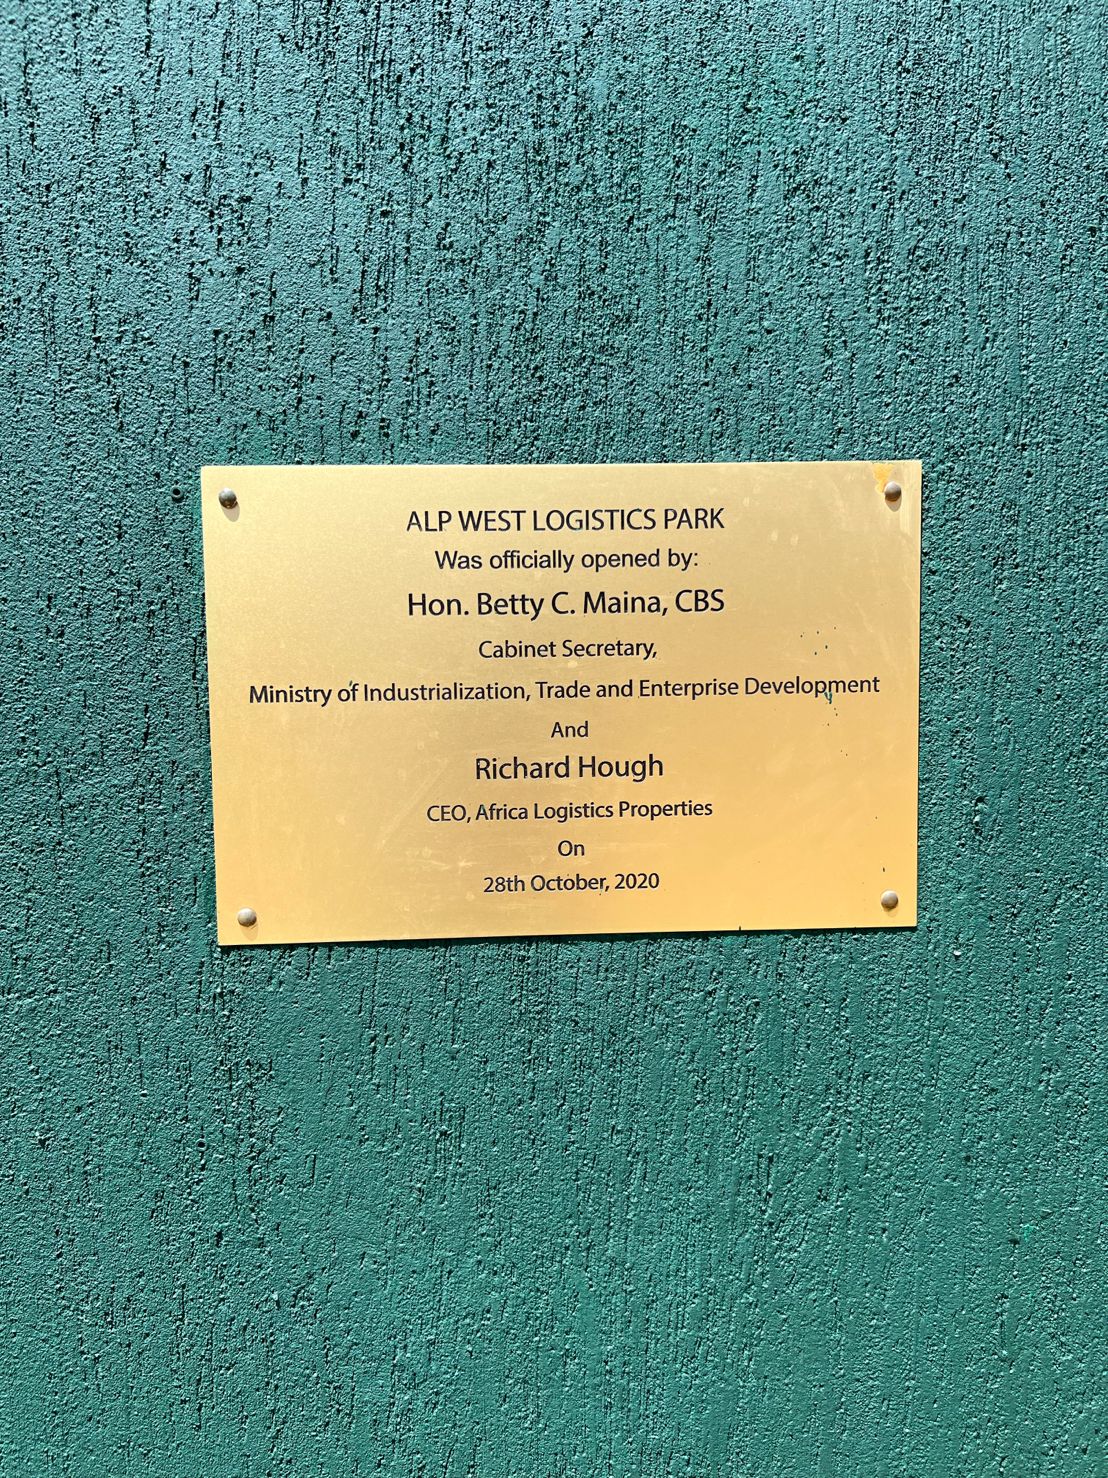 ALP WEST LOGISTICS PARK
Was officially opened by:
Hon. Betty C. Maina, CBS
Cabinet Secretary,
Ministry of Industrialization, Trade and Enterprise Development
And
Richard Hough
CEO, Africa Logistics Properties
On
28th October, 2020